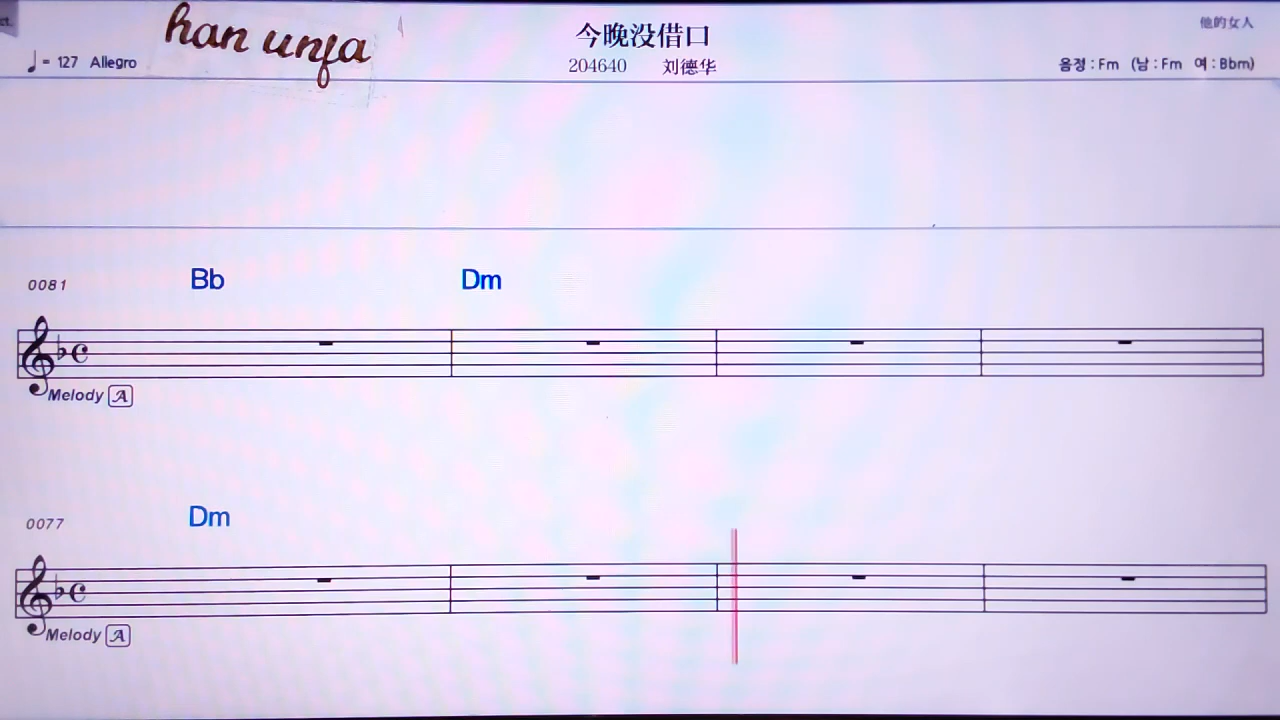 ct.
han unja
今晚没借口
他的女人
♩= 127 Allegro
204640 刘德华
음정 : Fm (남 : Fm 여 : Bbm)
0081 Bb Dm
Melody A
0077 Dm
Melody A